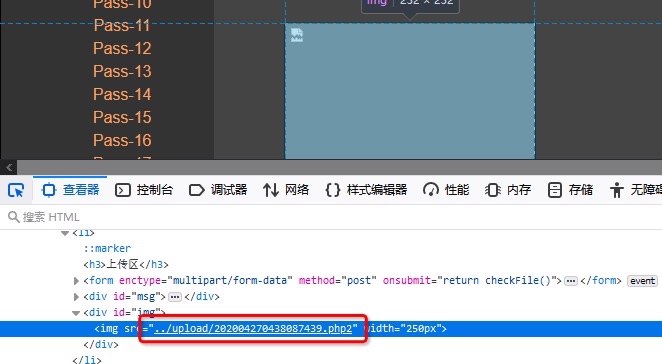 Pass-10
Pass-11
Pass-12
Pass-13
Pass-14
Pass-15
Pass-16
Pass-17
img | 252 × 252
查看器 控制台 调试器 网络 样式编辑器 性能 内存 存储 无障碍
搜索 HTML
<li>
::marker
<h3>上传区</h3>
<form enctype="multipart/form-data" method="post" onsubmit="return checkFile()"> ⋯ </form> event
<div id="msg"> ⋯ </div>
<div id="img">
<img src="../upload/202004270438087439.php2" width="250px">
</div>
</li>